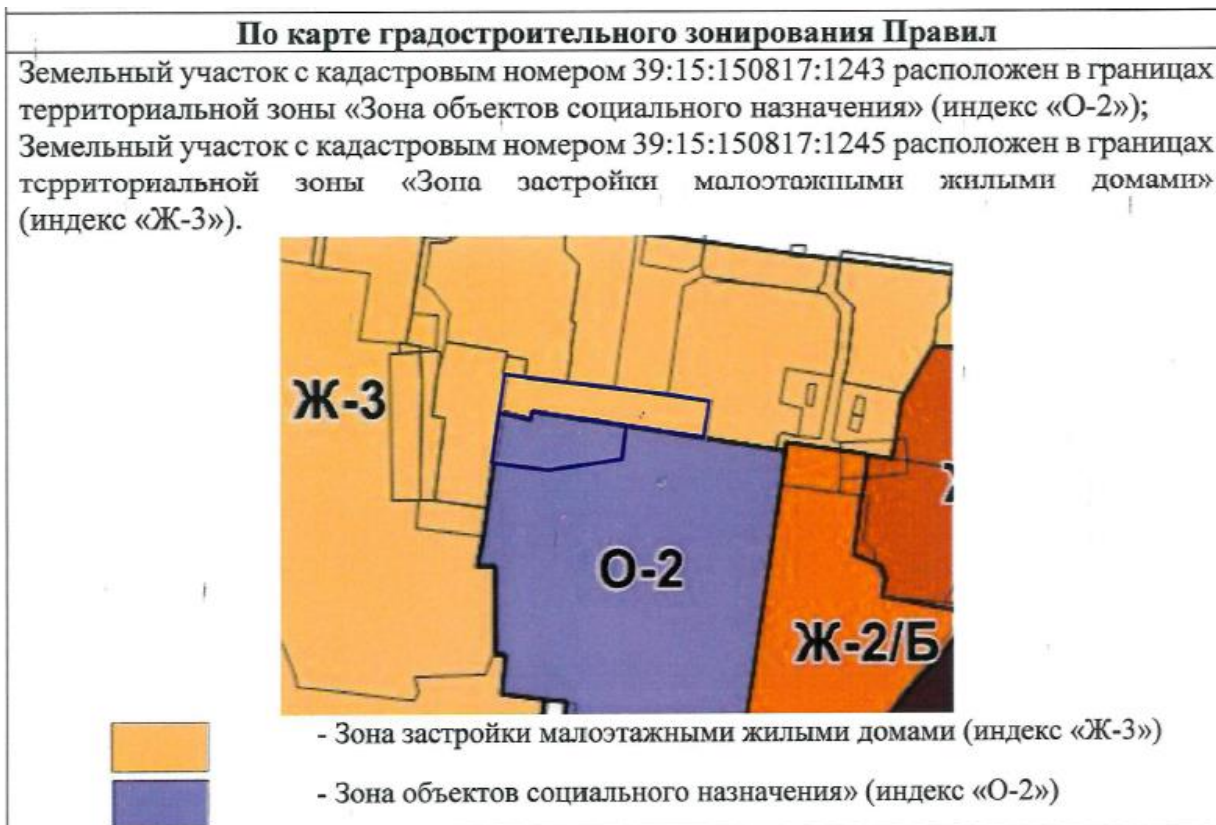 По карте градостроительного зонирования Правил
Земельный участок с кадастровым номером 39:15:150817:1243 расположен в границах
территориальной зоны «Зона объектов социального назначения» (индекс «О-2»);
Земельный участок с кадастровым номером 39:15:150817:1245 расположен в границах
территориальной зоны «Зона застройки малоэтажными жилыми домами»
(индекс «Ж-3»).
Ж-3
О-2
Ж-2/Б
- Зона застройки малоэтажными жилыми домами (индекс «Ж-3»)
- Зона объектов социального назначения» (индекс «О-2»)